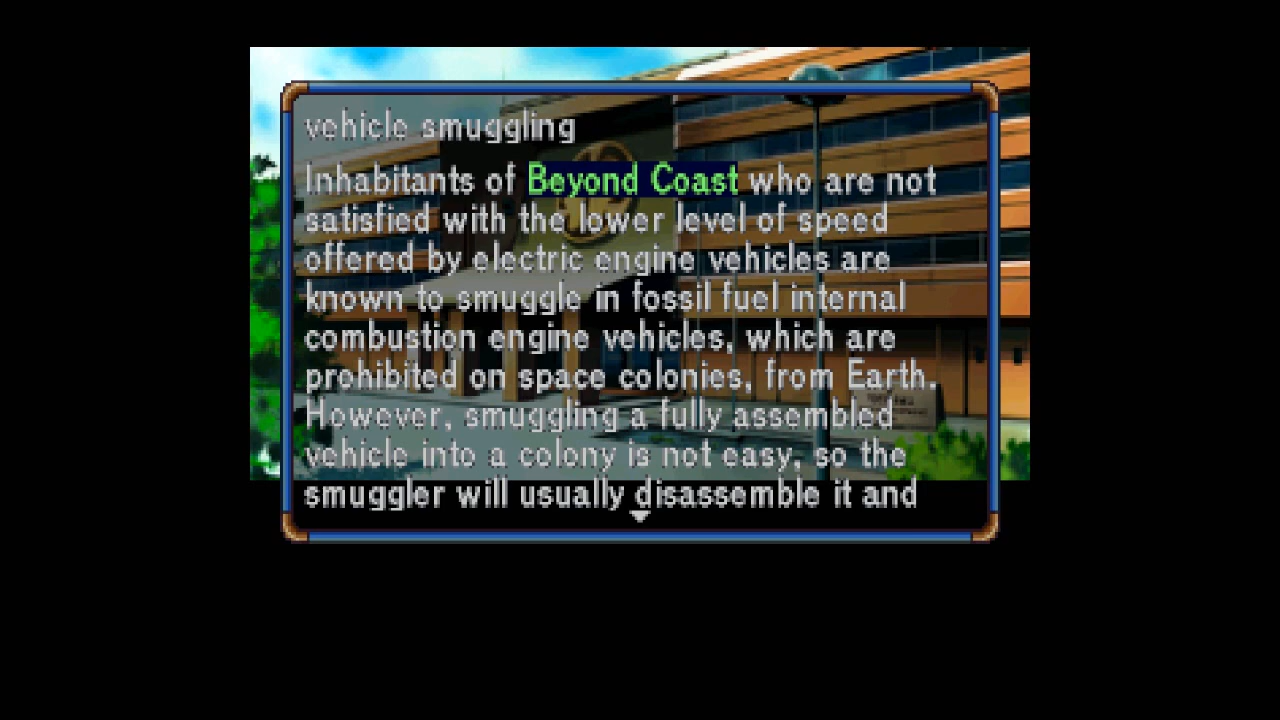 vehicle smuggling
Inhabitants of Beyond Coast who are not
satisfied with the lower level of speed
offered by electric engine vehicles are
known to smuggle in fossil fuel internal
combustion engine vehicles, which are
prohibited on space colonies, from Earth.
However, smuggling a fully assembled
vehicle into a colony is not easy, so the
smuggler will usually disassemble it and